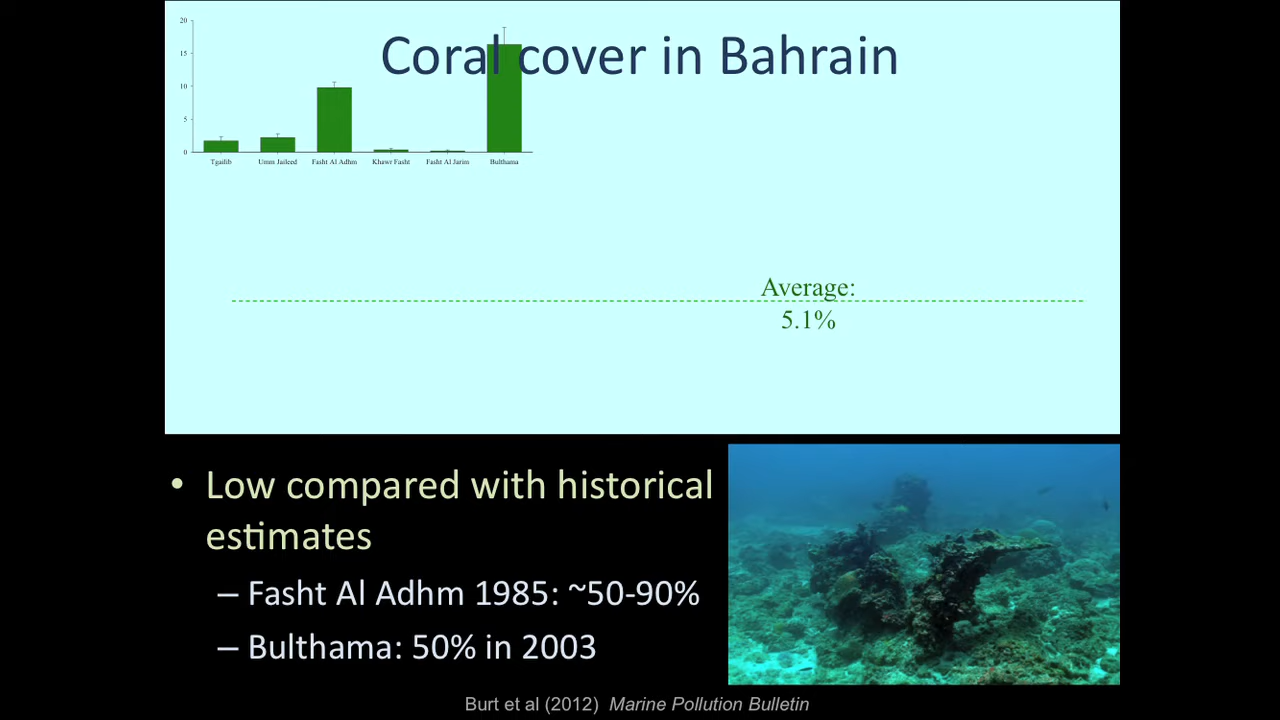 Coral cover in Bahrain
20
15
10
5
0
Tgailib Umm Jaileed Fasht Al Adhm Khawr Fasht Fasht Al Jarim Bulthama
Average:
5.1%
• Low compared with historical
estimates
– Fasht Al Adhm 1985: ~50-90%
– Bulthama: 50% in 2003
Burt et al (2012) Marine Pollution Bulletin